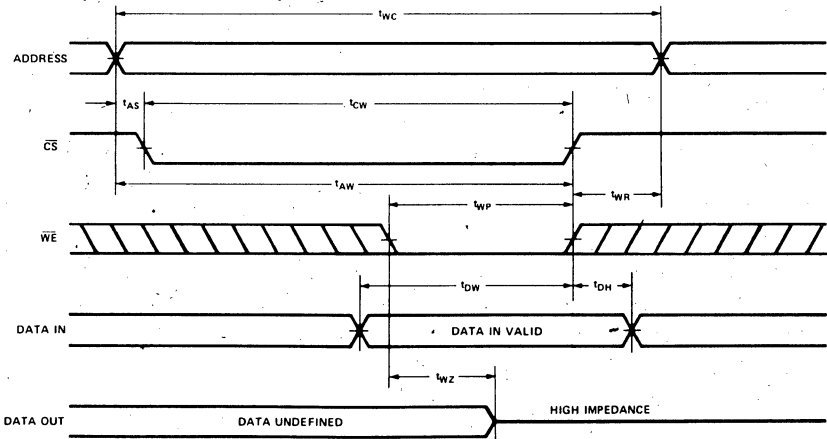 tWC
ADDRESS
tAS
tCW
CS
tAW
tWP
tWR
WE
tDW
tDH
DATA IN
DATA IN VALID
tWZ
DATA OUT
DATA UNDEFINED
HIGH IMPEDANCE